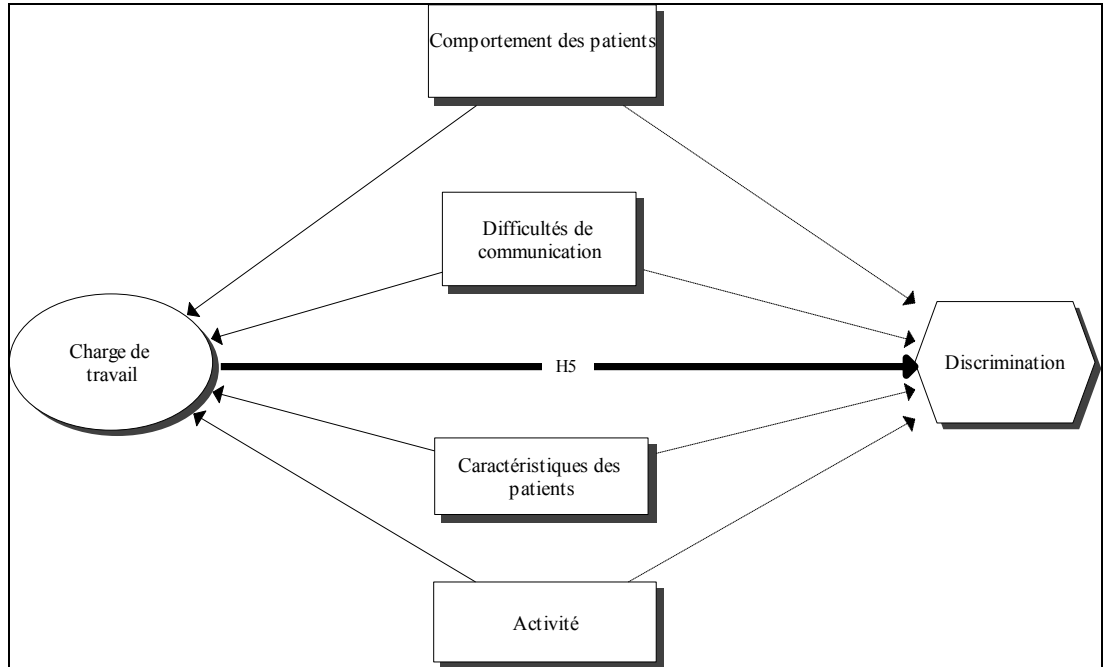 Comportement des patients
Difficultés de
communication
Charge de
travail
H5
Discrimination
Caractéristiques des
patients
Activité